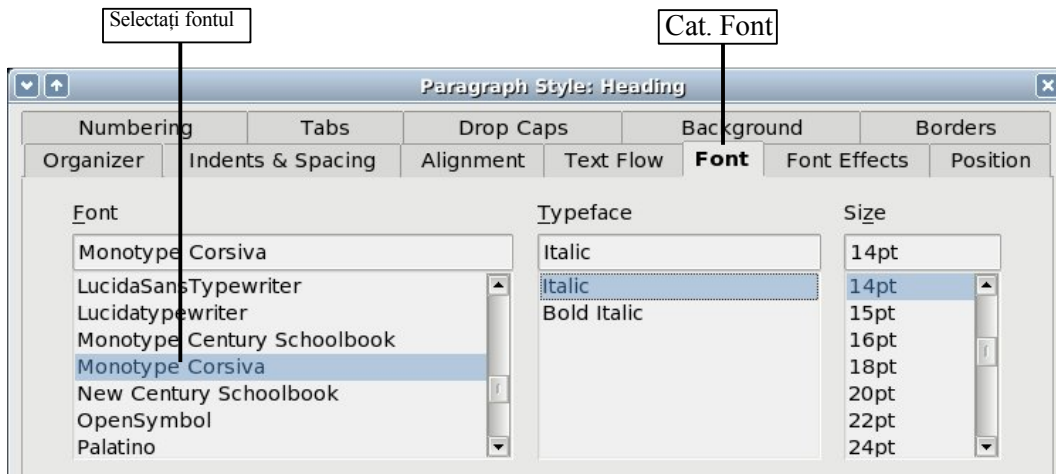 Selectați fontul
Cat. Font
Paragraph Style: Heading
Numbering Tabs Drop Caps Background Borders
Organizer Indents & Spacing Alignment Text Flow Font Font Effects Position
Font Typeface Size
Monotype Corsiva Italic 14pt
LucidaSansTypewriter Italic 14pt
Lucidatypewriter Bold Italic 15pt
Monotype Century Schoolbook 16pt
Monotype Corsiva 18pt
New Century Schoolbook 20pt
OpenSymbol 22pt
Palatino 24pt